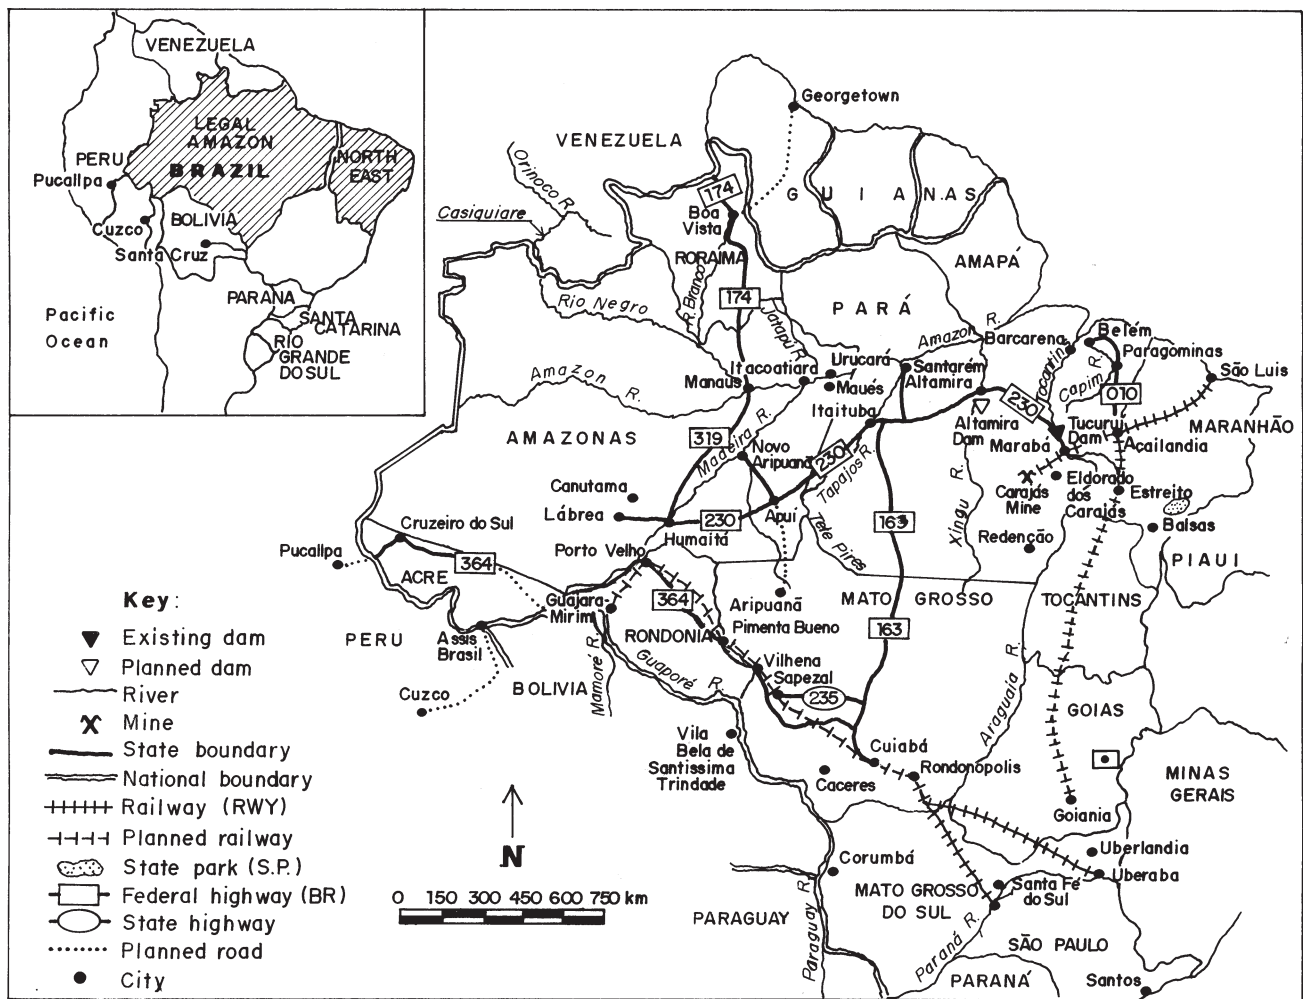 VENEZUELA
LEGAL
AMAZON
BRAZIL
NORTH
EAST
PERU
Pucallpa
BOLIVIA
Cuzco
Santa Cruz
PARANA
SANTA
CATARINA
RIO
GRANDE
DO SUL
Pacific
Ocean
Georgetown
VENEZUELA
Orinoco R.
Casiquiare
174
Boa
Vista
GUIANAS
RORAIMA
AMAPÁ
R. Branco
Rio Negro
174
Jatapú R.
PARÁ
Amazon R.
Barcarena
Belém
Paragominas
Tocantins
Capim R.
São Luis
Itacoatiara
Urucará
Santarém
Manaus
Maués
Altamira
Amazon R.
Itaituba
230
010
Altamira
Dam
Tucuruí
Dam
MARANHÃO
Açailandia
Marabá
AMAZONAS
319
Madeira R.
Novo
Aripuanã
230
Tapajos R.
Xingu R.
Carajás
Mine
Eldorado
dós
Carajás
Estreito
Canutama
Lábrea
230
Apuí
163
Balsas
Humaitá
Tele Pires
Redenção
Cruzeiro do Sul
Pucallpa
Porto Velho
PIAUI
364
ACRE
Guajara-
Mirim
364
Aripuanã
MATO GROSSO
TOCANTINS
Pimenta Bueno
163
PERU
Assis
Brasil
RONDONIA
Vilhena
Sapezal
Guaporé R.
Mamoré R.
Cuzco
BOLIVIA
235
Araguaia R.
GOIAS
Vila
Bela de
Santissima
Trindade
Cuiabá
Rondonópolis
Caceres
MINAS
GERAIS
Goiania
Corumbá
Uberlandia
Uberaba
MATO GROSSO
DO SUL
Santa Fé
do Sul
PARAGUAY
Paraguay R.
Paraná R.
SÃO PAULO
PARANÁ
Santos
Key:
Existing dam
Planned dam
River
Mine
State boundary
National boundary
Railway (RWY)
Planned railway
State park (S.P.)
Federal highway (BR)
State highway
Planned road
City
N
0 150 300 450 600 750 km